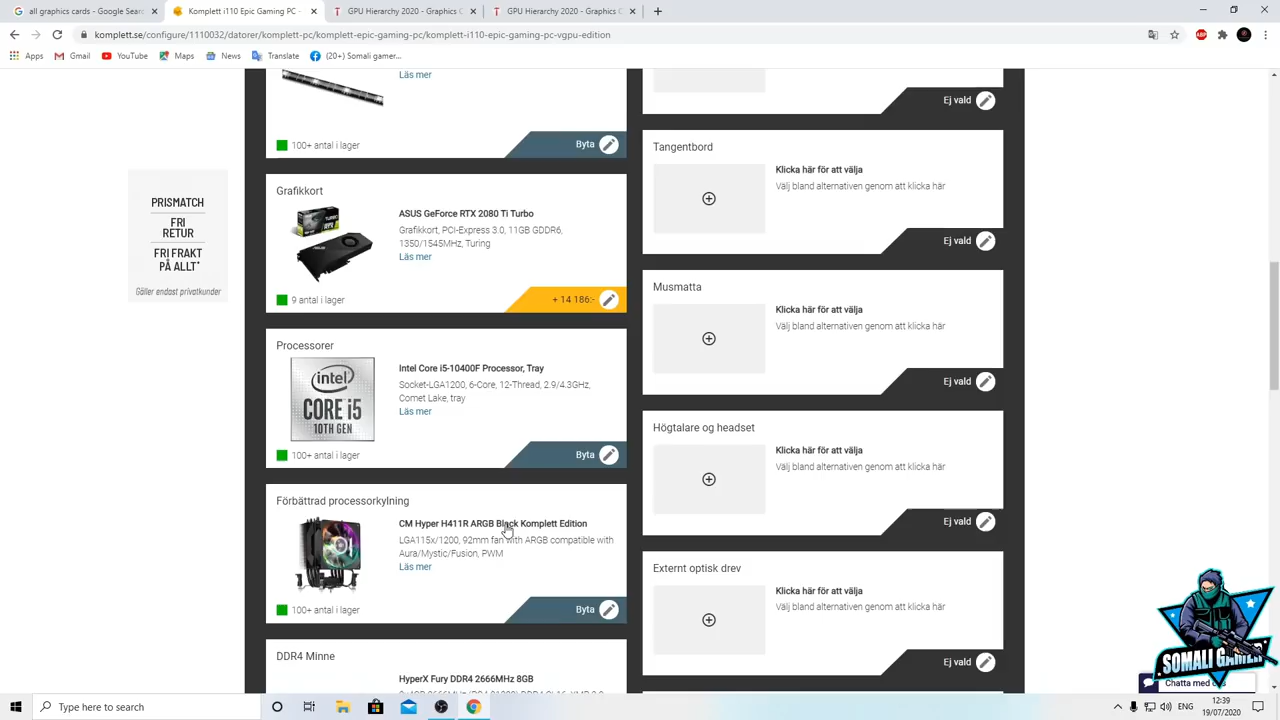 all graphics cards - Google Sear
Komplett i110 Epic Gaming PC -
GPU Hierarchy 2020 - Graphics C
GPU Hierarchy 2020 - Graphics C
komplett.se/configure/1110032/datorer/komplett-pc/komplett-epic-gaming-pc/komplett-i110-epic-gaming-pc-vgpu-edition
Apps
Gmail
YouTube
Maps
News
Translate
(20+) Somali gamer...
ABP
PRISMATCH
FRI
RETUR
FRI FRAKT
PÅ ALLT*
Gäller endast privatkunder
Läs mer
100+ antal i lager
Byta
Grafikkort
ASUS GeForce RTX 2080 Ti Turbo
Grafikkort, PCI-Express 3.0, 11GB GDDR6,
1350/1545MHz, Turing
Läs mer
9 antal i lager
+ 14 186:-
Processorer
intel
CORE i5
10TH GEN
Intel Core i5-10400F Processor, Tray
Socket-LGA1200, 6-Core, 12-Thread, 2.9/4.3GHz,
Comet Lake, tray
Läs mer
100+ antal i lager
Byta
Förbättrad processorkylning
CM Hyper H411R ARGB Black Komplett Edition
LGA115x/1200, 92mm fan with ARGB compatible with
Aura/Mystic/Fusion, PWM
Läs mer
100+ antal i lager
Byta
DDR4 Minne
HyperX Fury DDR4 2666MHz 8GB
Ej vald
Tangentbord
Klicka här för att välja
Välj bland alternativen genom att klicka här
Ej vald
Musmatta
Klicka här för att välja
Välj bland alternativen genom att klicka här
Ej vald
Högtalare og headset
Klicka här för att välja
Välj bland alternativen genom att klicka här
Ej vald
Externt optisk drev
Klicka här för att välja
Välj bland alternativen genom att klicka här
Ej vald
Chatta med
SOMALI GAMER
Type here to search
ENG
12:39
19/07/2020